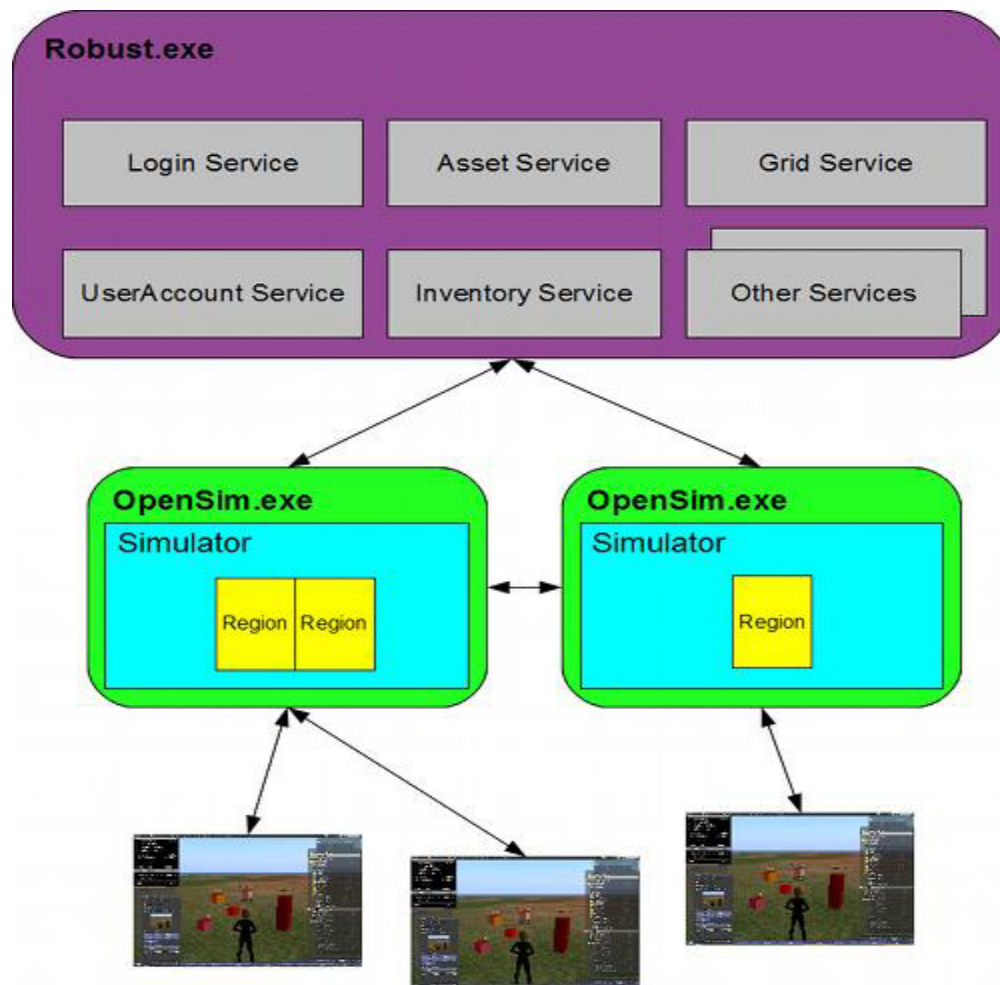 Robust.exe
Login Service
Asset Service
Grid Service
UserAccount Service
Inventory Service
Other Services
OpenSim.exe
Simulator
Region
Region
OpenSim.exe
Simulator
Region